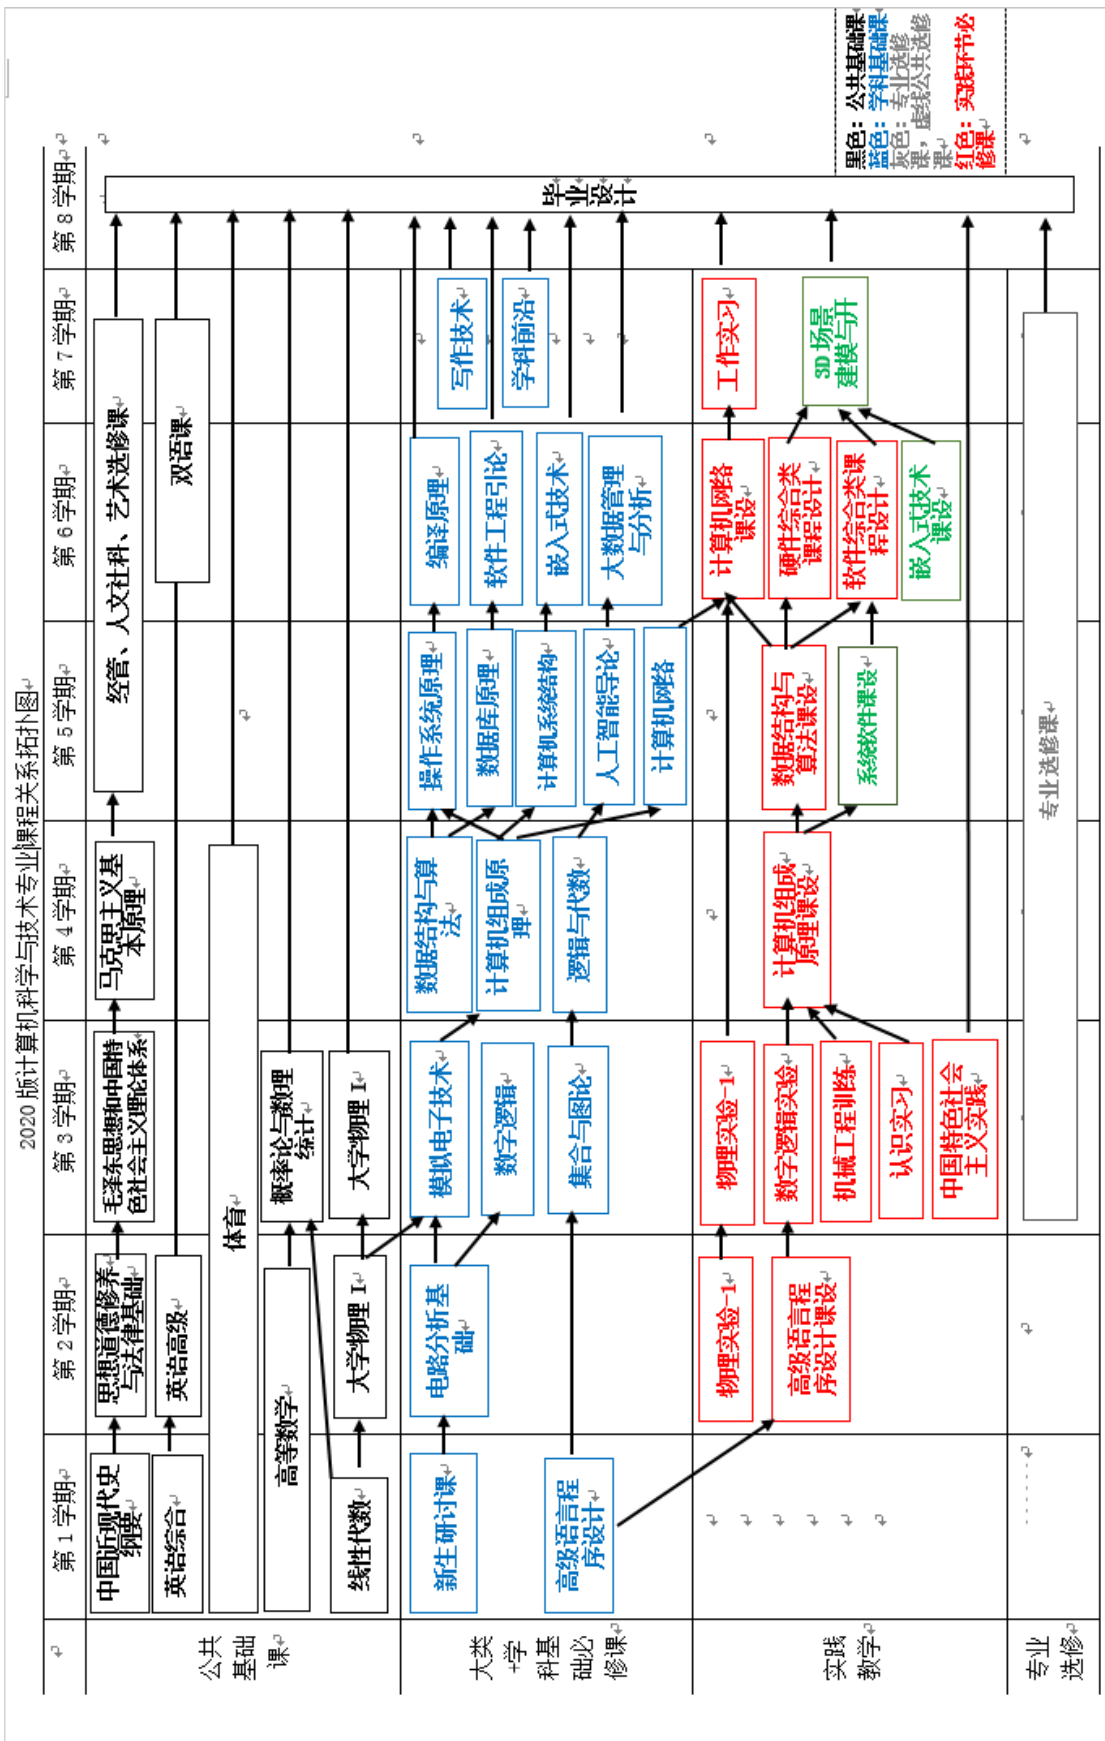 2020 版计算机科学与技术专业课程关系拓扑图
第 1 学期
第 2 学期
第 3 学期
第 4 学期
第 5 学期
第 6 学期
第 7 学期
第 8 学期
公共
基础
课
中国近现代史
纲要
思想道德修养
与法律基础
毛泽东思想和中国特
色社会主义理论体系
马克思主义基
本原理
经管、人文社科、艺术选修课
英语综合
英语高级
双语课
体育
高等数学
概率论与数理
统计
线性代数
大学物理 I
大学物理 I
毕业设计
大类
+学
科基
础必
修课
新生研讨课
电路分析基
础
模拟电子技术
数据结构与算
法
操作系统原理
编译原理
写作技术
数字逻辑
计算机组成原
理
数据库原理
软件工程引论
学科前沿
高级语言程
序设计
集合与图论
逻辑与代数
计算机系统结构
嵌入式技术
人工智能导论
大数据管理
与分析
计算机网络
实践
教学
物理实验-1
物理实验-1
计算机网络
课设
工作实习
高级语言程
序设计课设
数字逻辑实验
计算机组成
原理课设
数据结构与
算法课设
硬件综合类
课程设计
3D 场景
建模与开
机械工程训练
系统软件课设
软件综合类课
程设计
认识实习
嵌入式技术
课设
中国特色社会
主义实践
专业
选修
......
专业选修课
黑色：公共基础课
蓝色：学科基础课
灰色：专业选修
课，虚线公共选修
课
红色：实践环节必
修课